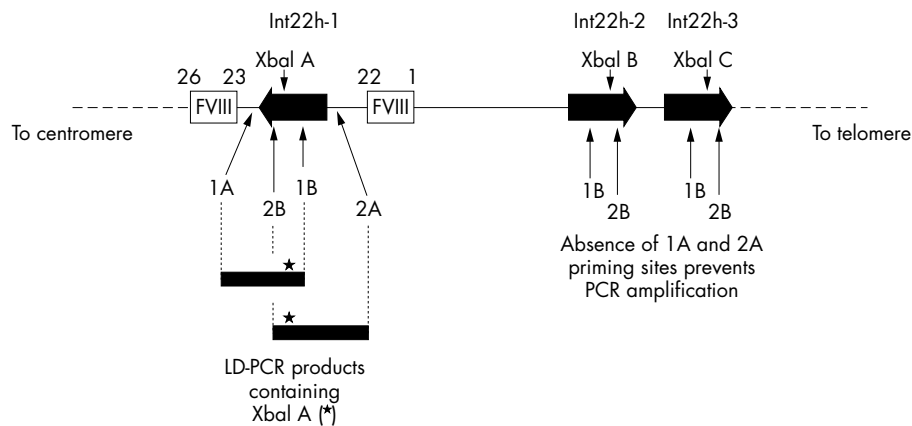 Int22h-1
Int22h-2
Int22h-3
XbaI A
XbaI B
XbaI C
26
23
22
1
FVIII
FVIII
To centromere
To telomere
1A
2B
1B
2A
1B
2B
1B
2B
Absence of 1A and 2A
priming sites prevents
PCR amplification
LD-PCR products
containing
XbaI A (★)